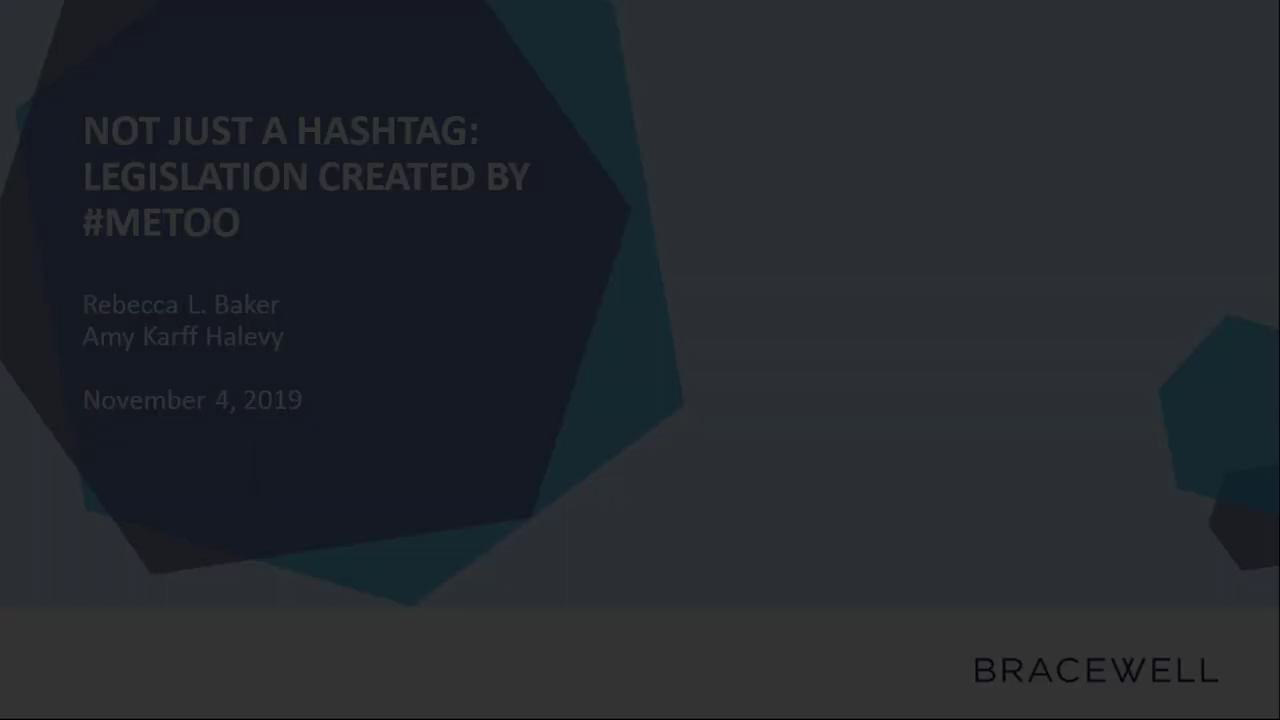 NOT JUST A HASHTAG:
LEGISLATION CREATED BY
#METOO
Rebecca L. Baker
Amy Karff Halevy
November 4, 2019
BRACEWELL